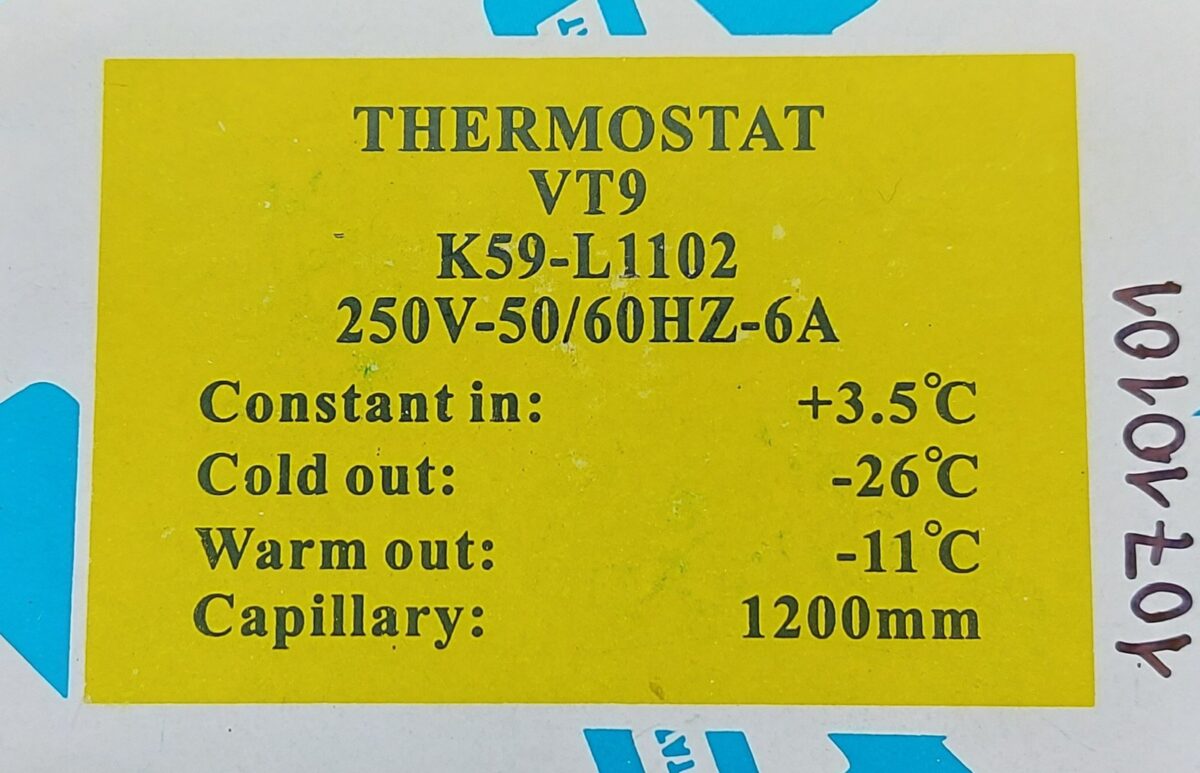 THERMOSTAT
VT9
K59-L1102
250V-50/60HZ-6A
Constant in: +3.5℃
Cold out: -26℃
Warm out: -11℃
Capillary: 1200mm
10710101